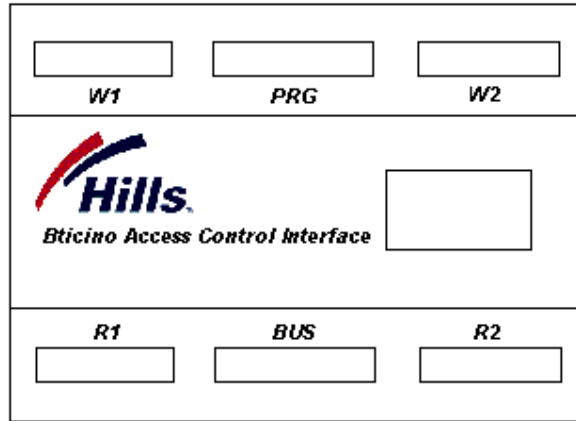 W1 PRG W2
Hills
Bticino Access Control Interface
R1 BUS R2